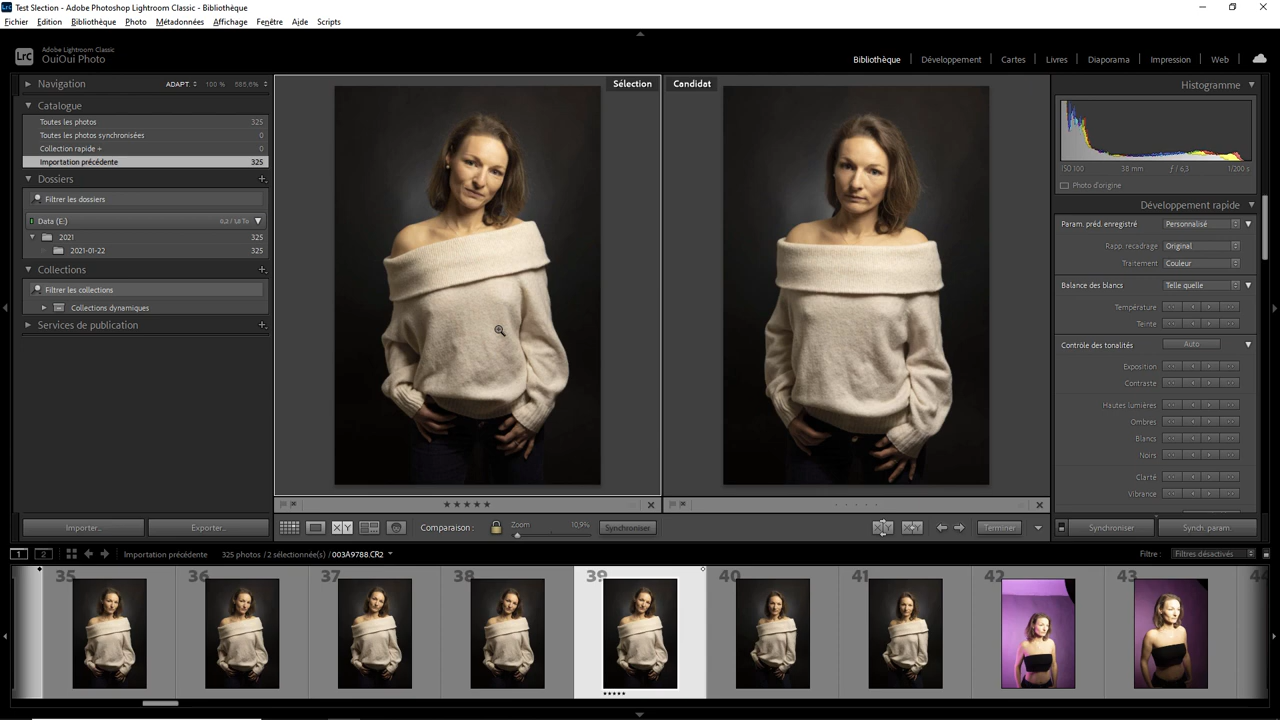 Test Slection - Adobe Photoshop Lightroom Classic - Bibliothèque
Fichier Edition Bibliothèque Photo Métadonnées Affichage Fenêtre Aide Scripts
Lrc
Adobe Lightroom Classic
OuiOui Photo
Bibliothèque Développement Cartes Livres Diaporama Impression Web
Navigation ADAPT. 100 %
Catalogue
Toutes les photos 325
Toutes les photos synchronisées 0
Collection rapide + 0
Importation précédente 325
Dossiers
Filtrer les dossiers
Data (E:)
2021 325
2021-01-22 325
Collections
Filtrer les collections
Collections dynamiques
Services de publication
Importer... Exporter...
Sélection Candidat
Histogramme
ISO 100 38 mm ƒ / 6,3 1/200 s
Photo d'origine
Développement rapide
Param. préd. enregistré Personnalisé
Rapp. recadrage Original
Traitement Couleur
Balance des blancs Telle quelle
Température
Teinte
Contrôle des tonalités Auto
Exposition
Contraste
Hautes lumières
Ombres
Blancs
Noirs
Clarté
Vibrance
XY Comparaison : Zoom 10,9% Synchroniser Terminer
Synchroniser Synch. param.
1 2 Importation précédente 325 photos / 2 sélectionnée(s) / 003A9788.CR2
Filtre : Filtres désactivés
35 36 37 38 39 40 41 42 43 44